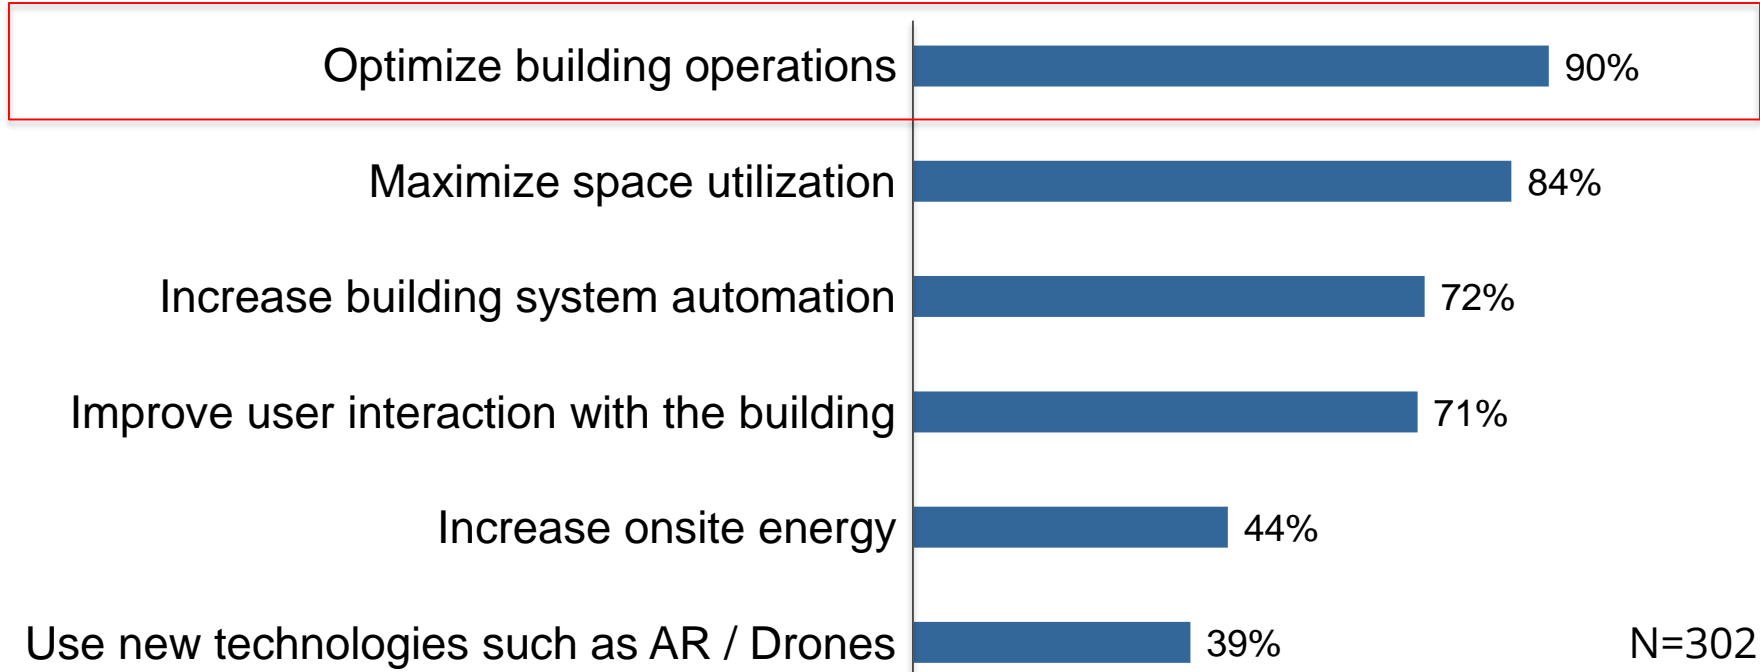 Optimize building operations 90%
Maximize space utilization 84%
Increase building system automation 72%
Improve user interaction with the building 71%
Increase onsite energy 44%
Use new technologies such as AR / Drones 39% N=302